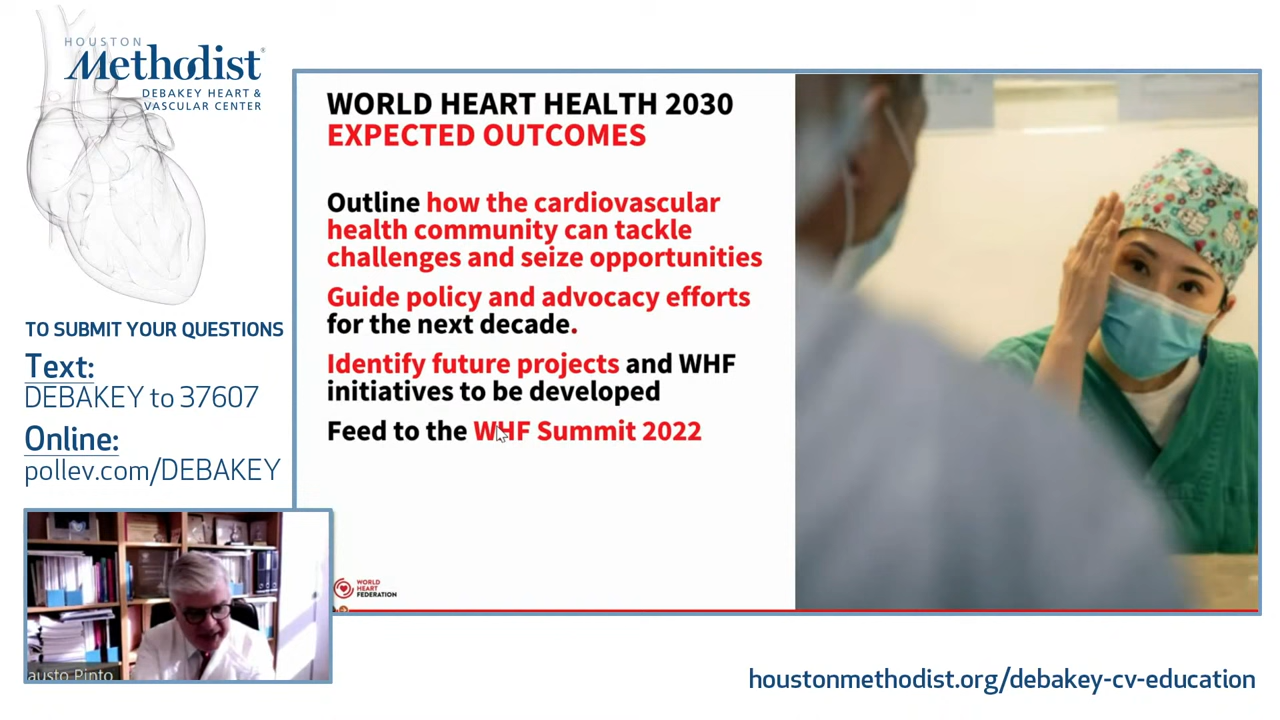 HOUSTON
Methodist
DEBAKEY HEART &
VASCULAR CENTER
TO SUBMIT YOUR QUESTIONS
Text:
DEBAKEY to 37607
Online:
pollev.com/DEBAKEY
WORLD HEART HEALTH 2030
EXPECTED OUTCOMES
Outline how the cardiovascular
health community can tackle
challenges and seize opportunities
Guide policy and advocacy efforts
for the next decade.
Identify future projects and WHF
initiatives to be developed
Feed to the WHF Summit 2022
WORLD
HEART
FEDERATION
austo Pinto
houstonmethodist.org/debakey-cv-education